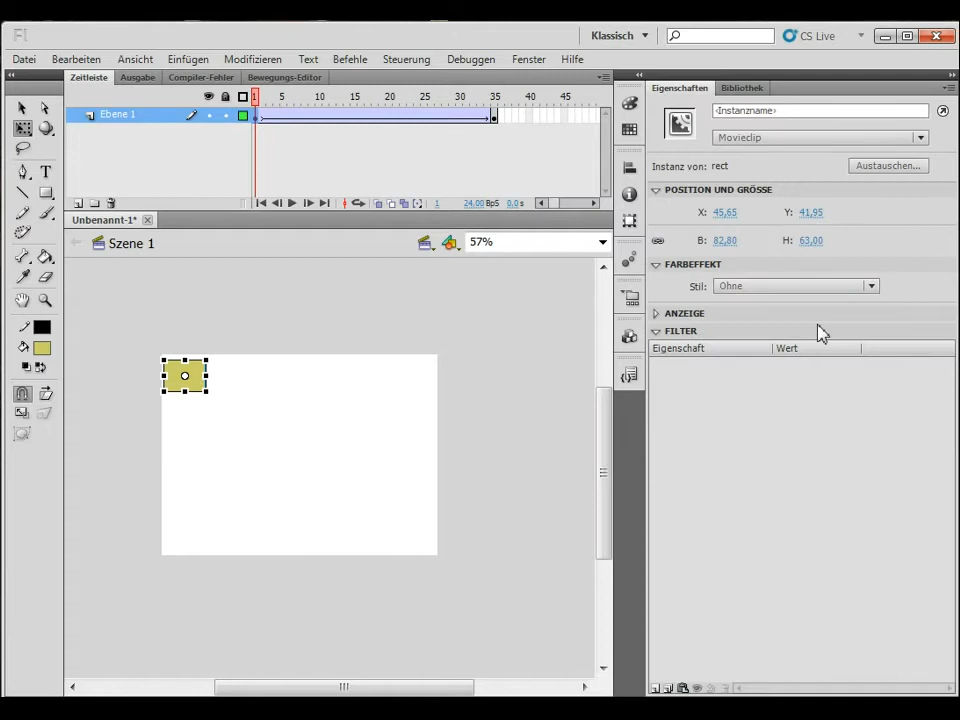 Fl
Klassisch
CS Live
Datei Bearbeiten Ansicht Einfügen Modifizieren Text Befehle Steuerung Debuggen Fenster Hilfe
Zeitleiste Ausgabe Compiler-Fehler Bewegungs-Editor
1 5 10 15 20 25 30 35 40 45
Ebene 1
1 24,00 BpS 0,0 s
Unbenannt-1*
Szene 1
57%
T
Eigenschaften Bibliothek
<Instanzname>
Movieclip
Instanz von: rect Austauschen...
POSITION UND GRÖSSE
X: 45,65 Y: 41,95
B: 82,80 H: 63,00
FARBEFFEKT
Stil: Ohne
ANZEIGE
FILTER
Eigenschaft Wert